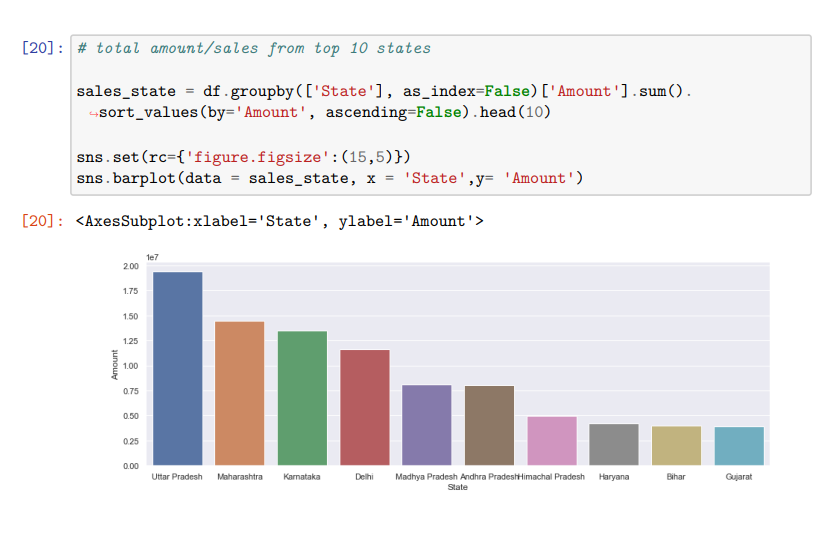 [20]: # total amount/sales from top 10 states
sales_state = df.groupby(['State'], as_index=False)['Amount'].sum().
↪sort_values(by='Amount', ascending=False).head(10)
sns.set(rc={'figure.figsize':(15,5)})
sns.barplot(data = sales_state, x = 'State',y= 'Amount')
[20]: <AxesSubplot:xlabel='State', ylabel='Amount'>
1e7
2.00
1.75
1.50
1.25
1.00
0.75
0.50
0.25
0.00
Amount
Uttar Pradesh Maharashtra Karnataka Delhi Madhya Pradesh Andhra Pradesh Himachal Pradesh Haryana Bihar Gujarat
State